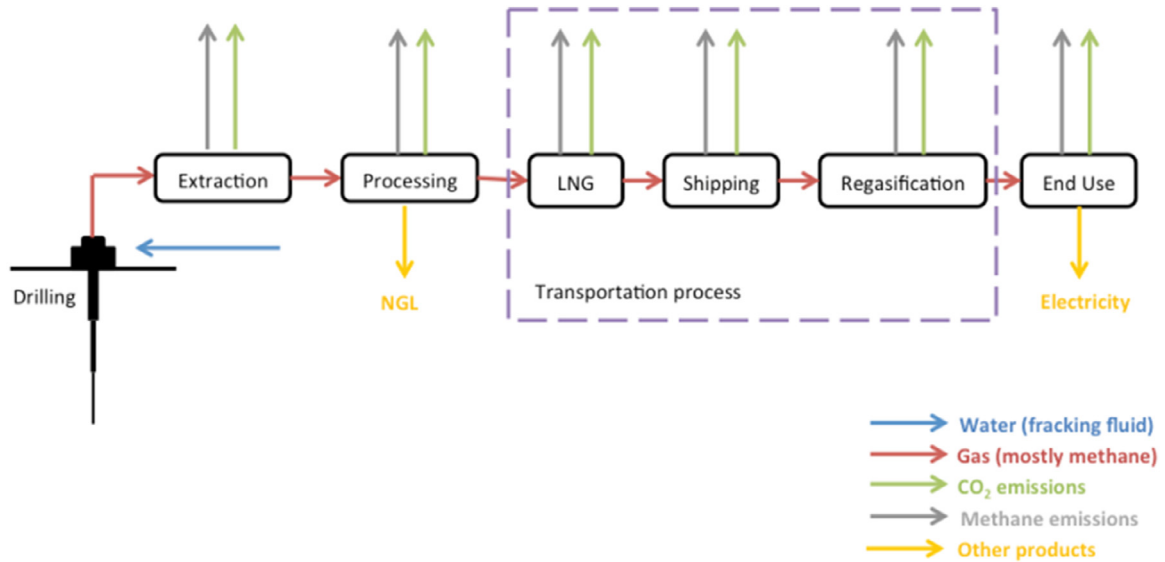 Extraction
Processing
LNG
Shipping
Regasification
End Use
Drilling
NGL
Transportation process
Electricity
Water (fracking fluid)
Gas (mostly methane)
CO₂ emissions
Methane emissions
Other products